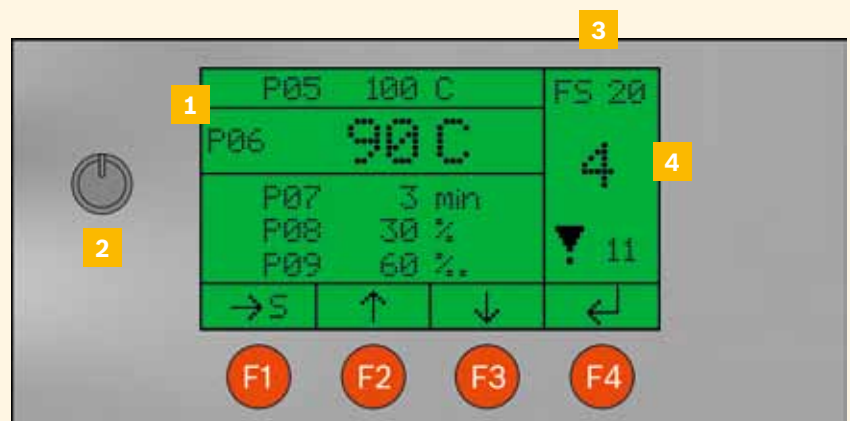 3
P05 100 C
FS 20
1
P06 90 C
4
4
P07 3 min
2
P08 30 %
11
P09 60 %.
→S ↑ ↓ ↵
F1 F2 F3 F4